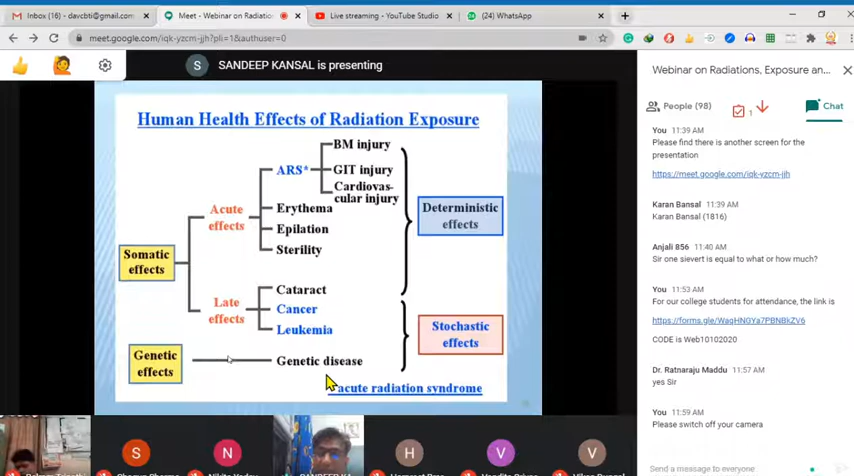 Inbox (16) - davcbti@gmail.com
Meet - Webinar on Radiation
Live streaming - YouTube Studio
(24) WhatsApp
meet.google.com/iqk-yzcm-jjh?pli=1&authuser=0
S
SANDEEP KANSAL is presenting
Human Health Effects of Radiation Exposure
Somatic
effects
Acute
effects
ARS*
BM injury
GIT injury
Cardiovas-
cular injury
Erythema
Epilation
Sterility
Deterministic
effects
Late
effects
Cataract
Cancer
Leukemia
Stochastic
effects
Genetic
effects
Genetic disease
acute radiation syndrome
S
N
SANDEEP KA
H
V
V
Webinar on Radiations, Exposure an...
People (98)
1
Chat
You 11:39 AM
Please find there is another screen for the
presentation
https://meet.google.com/iqk-yzcm-jjh
Karan Bansal 11:39 AM
Karan Bansal (1816)
Anjali 856 11:40 AM
Sir one sievert is equal to what or how much?
You 11:53 AM
For our college students for attendance, the link is
https://forms.gle/WaqHNGYa7PBNBkZV6
CODE is Web10102020
Dr. Ratnaraju Maddu 11:57 AM
yes Sir
You 11:59 AM
Please switch off your camera
Send a message to everyone